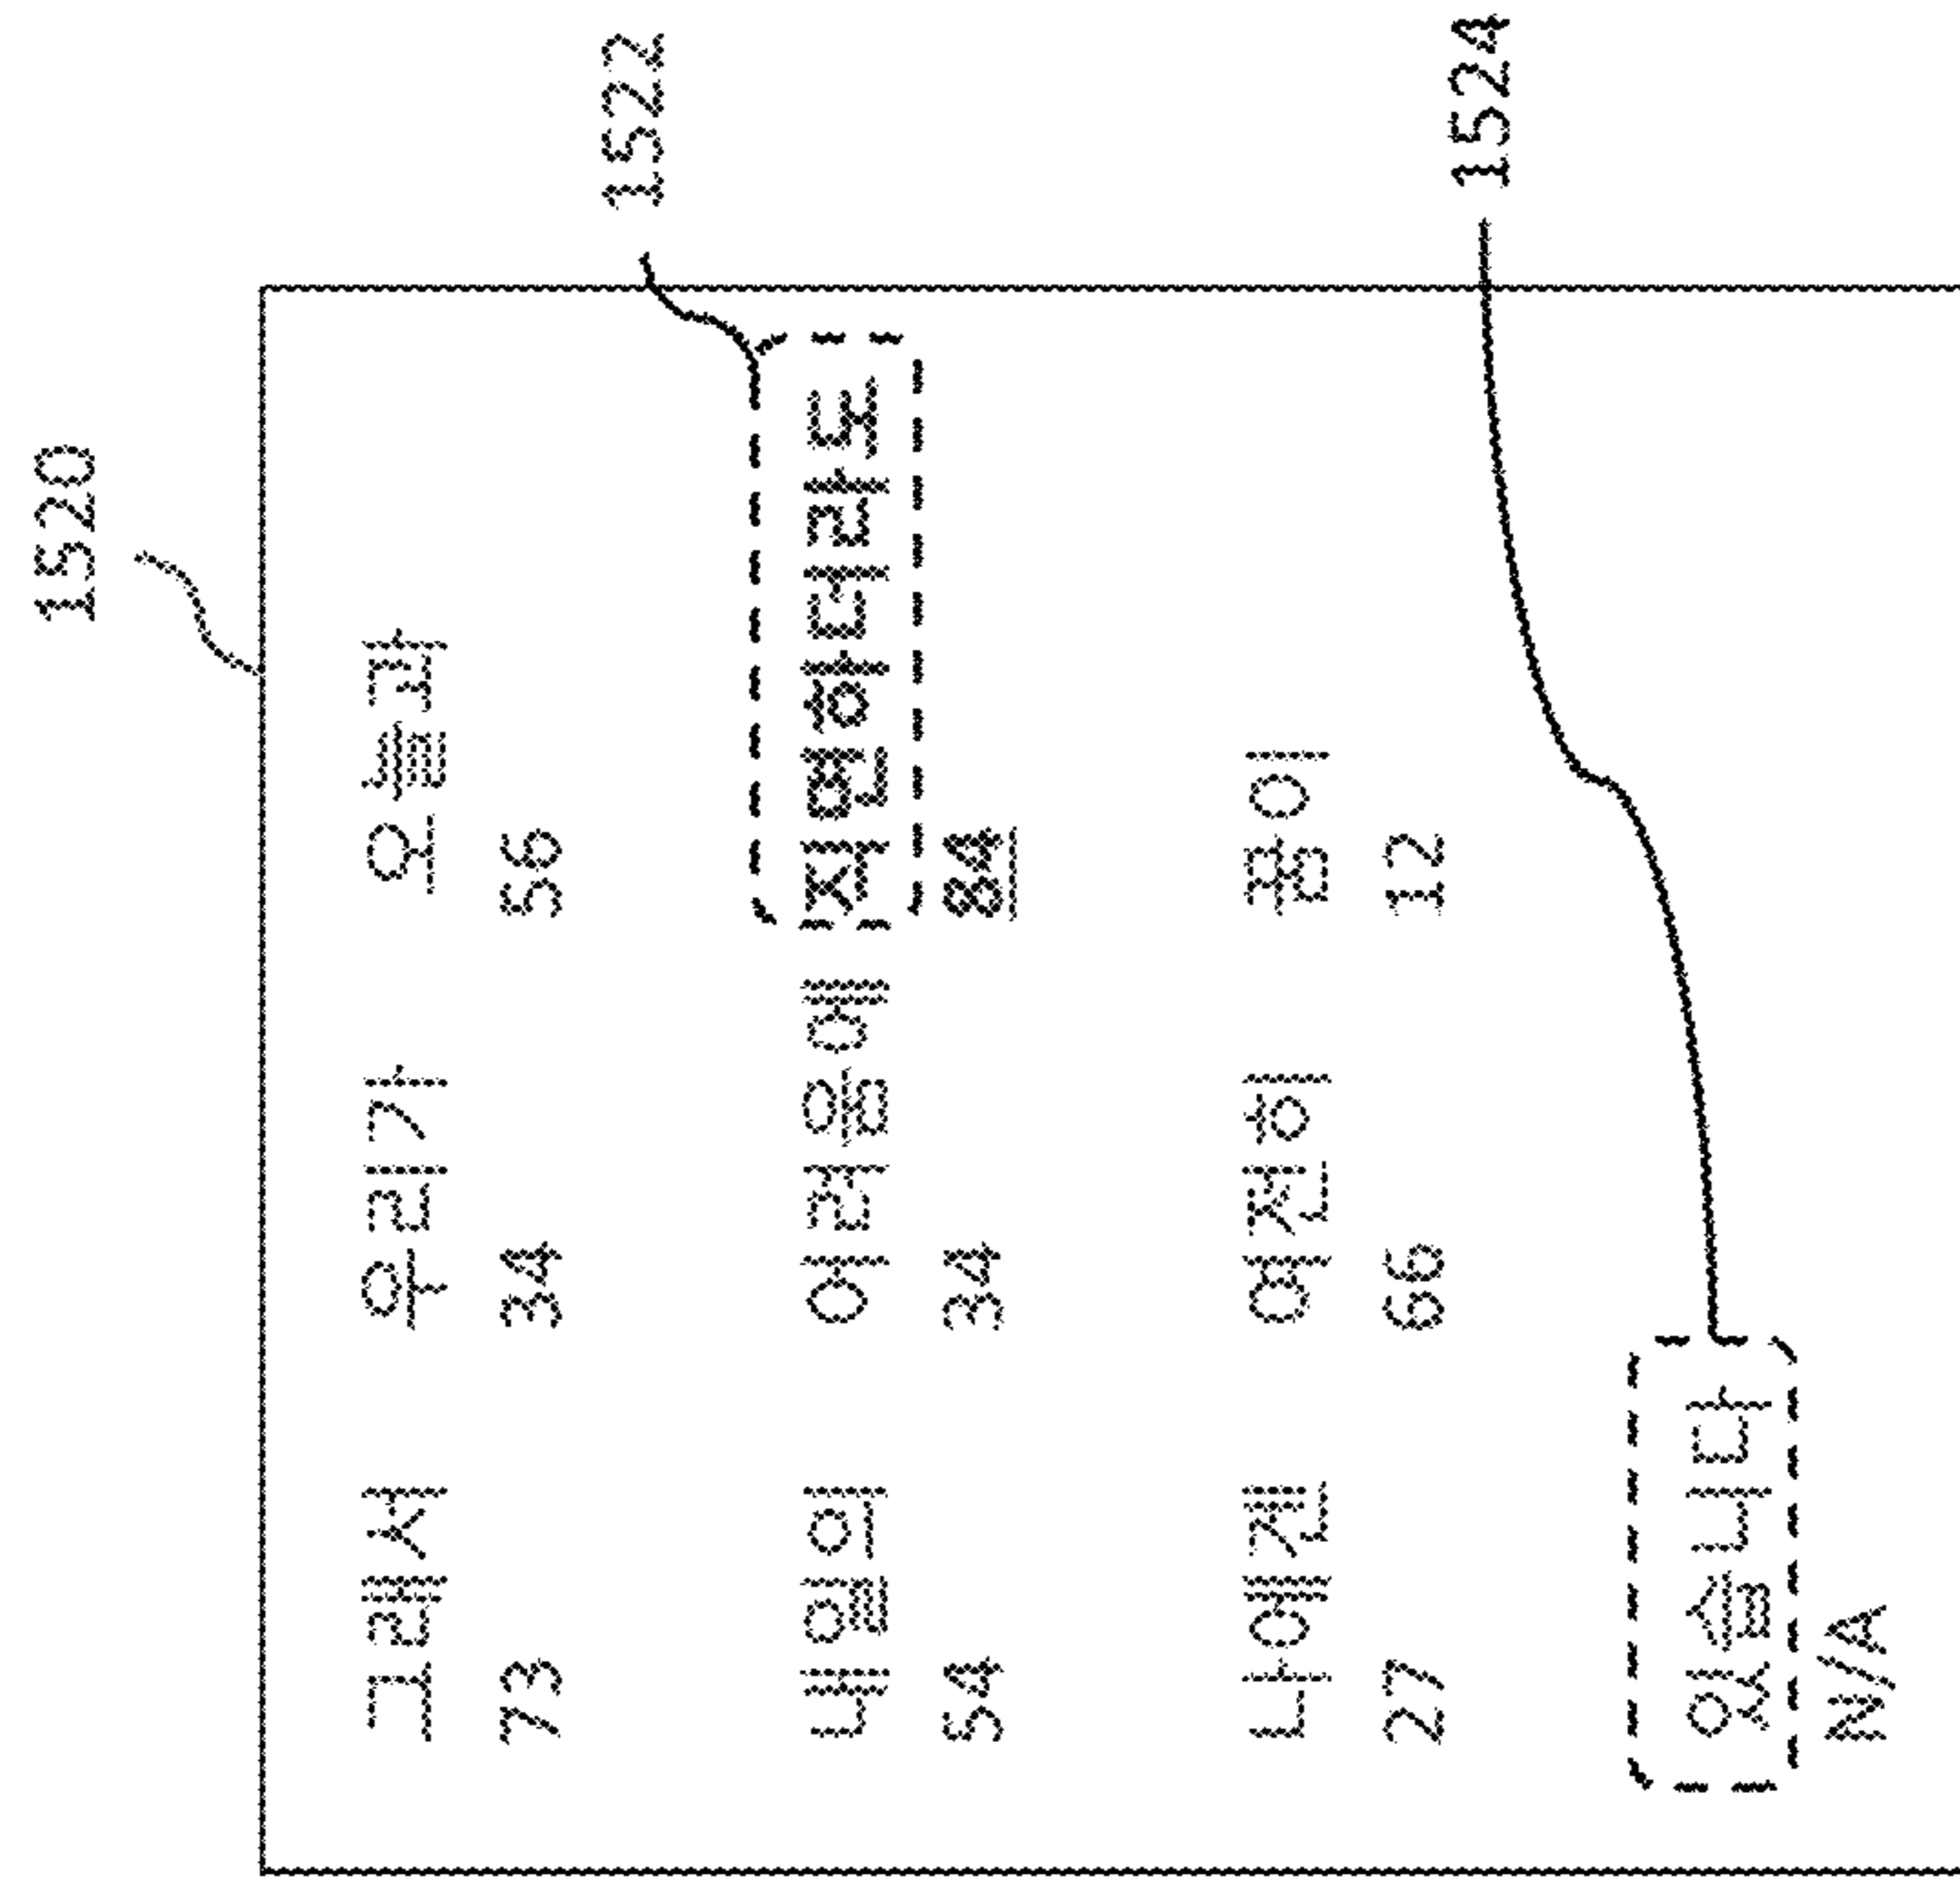 1520
그래서 우리가 오늘과
73 34 56
1522
내일의 어려움에 직면하더라도
54 34 84
나에겐 여전히 꿈이
27 66 12
1524
있습니다
N/A